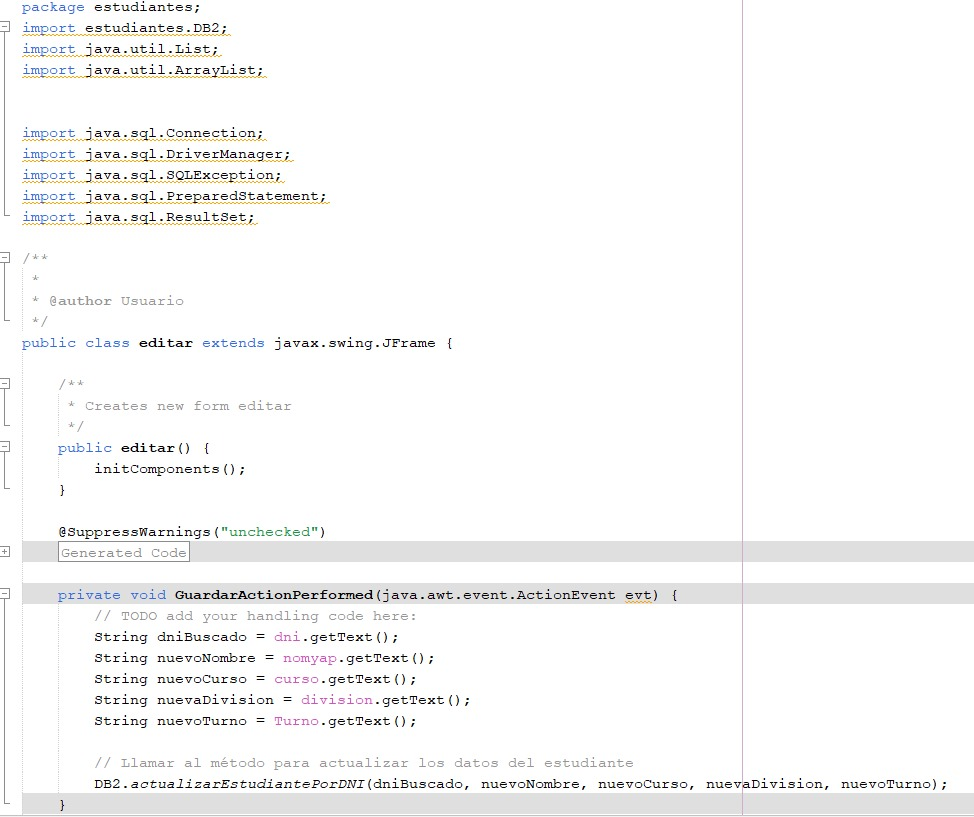 package estudiantes;
import estudiantes.DB2;
import java.util.List;
import java.util.ArrayList;
import java.sql.Connection;
import java.sql.DriverManager;
import java.sql.SQLException;
import java.sql.PreparedStatement;
import java.sql.ResultSet;
/**
*
* @author Usuario
*/
public class editar extends javax.swing.JFrame {
/**
* Creates new form editar
*/
public editar() {
initComponents();
}
@SuppressWarnings("unchecked")
Generated Code
private void GuardarActionPerformed(java.awt.event.ActionEvent evt) {
// TODO add your handling code here:
String dniBuscado = dni.getText();
String nuevoNombre = nomyap.getText();
String nuevoCurso = curso.getText();
String nuevaDivision = division.getText();
String nuevoTurno = Turno.getText();
// Llamar al método para actualizar los datos del estudiante
DB2.actualizarEstudiantePorDNI(dniBuscado, nuevoNombre, nuevoCurso, nuevaDivision, nuevoTurno);
}